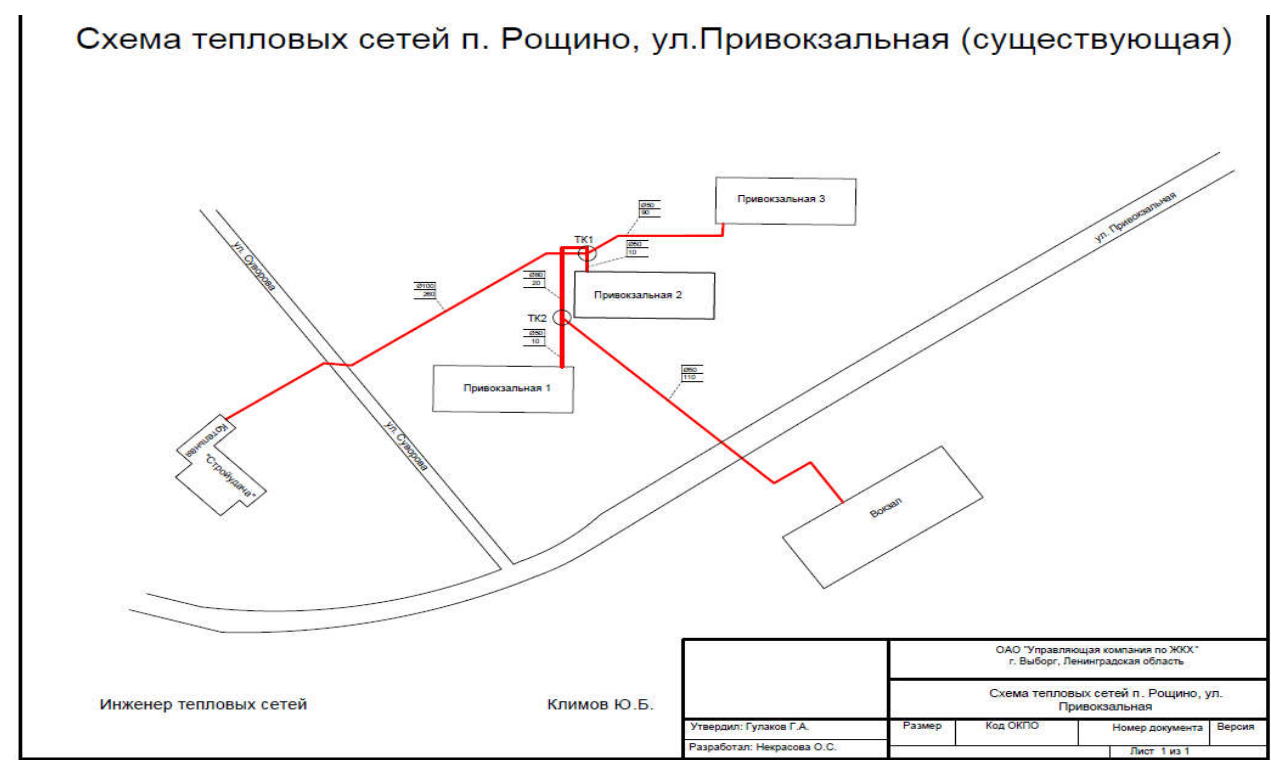 Схема тепловых сетей п. Рощино, ул.Привокзальная (существующая)
Привокзальная 3
ул. Привокзальная
ул. Суворова
ТК1
Ø50
90
Ø50
10
Ø100
260
Ø80
20
Привокзальная 2
ТК2
Ø50
10
Привокзальная 1
Ø50
110
ул. Суворова
Котельная
"Стройудача"
Вокзал
ОАО "Управляющая компания по ЖКХ"
г. Выборг, Ленинградская область
Схема тепловых сетей п. Рощино, ул.
Привокзальная
Инженер тепловых сетей Климов Ю.Б.
Утвердил: Гулаков Г.А.
Размер Код ОКПО Номер документа Версия
Разработал: Некрасова О.С.
Лист 1 из 1